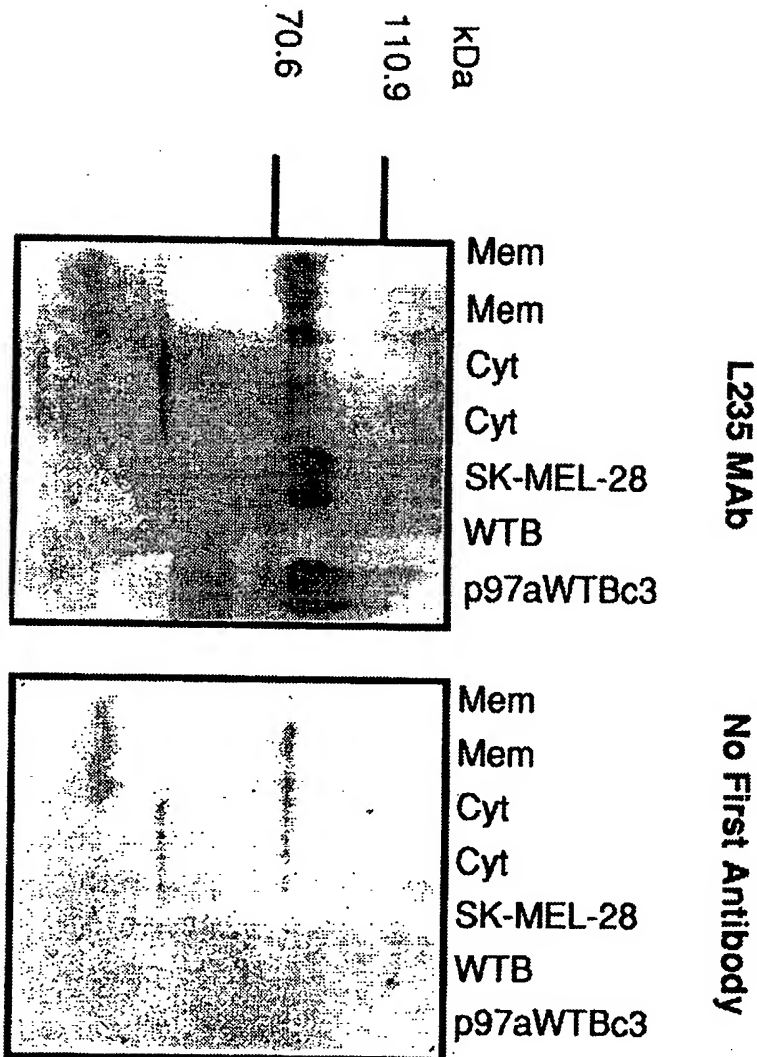 kDa
110.9
70.6
L235 MAb
Mem
Mem
Cyt
Cyt
SK-MEL-28
WTB
p97aWTBc3
No First Antibody
Mem
Mem
Cyt
Cyt
SK-MEL-28
WTB
p97aWTBc3